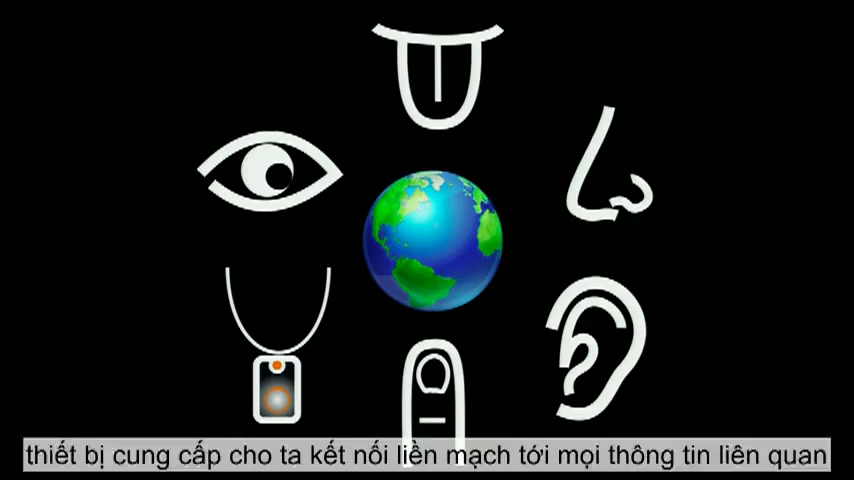 thiết bị cung cấp cho ta kết nối liền mạch tới mọi thông tin liên quan